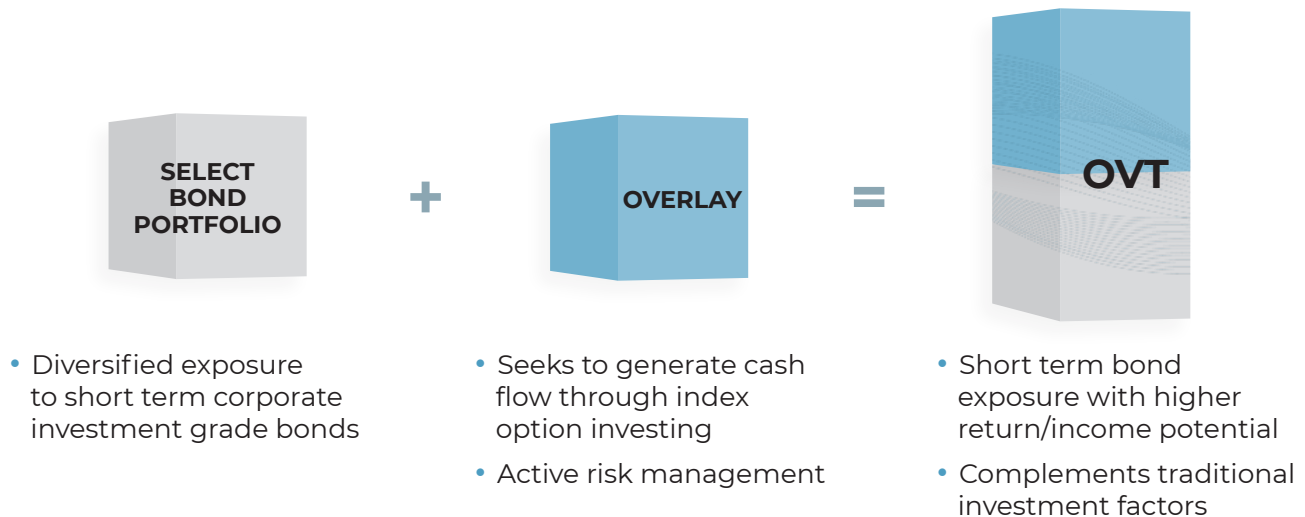 SELECT
BOND
PORTFOLIO
+
OVERLAY
=
OVT
• Diversified exposure
to short term corporate
investment grade bonds
• Seeks to generate cash
flow through index
option investing
• Active risk management
• Short term bond
exposure with higher
return/income potential
• Complements traditional
investment factors